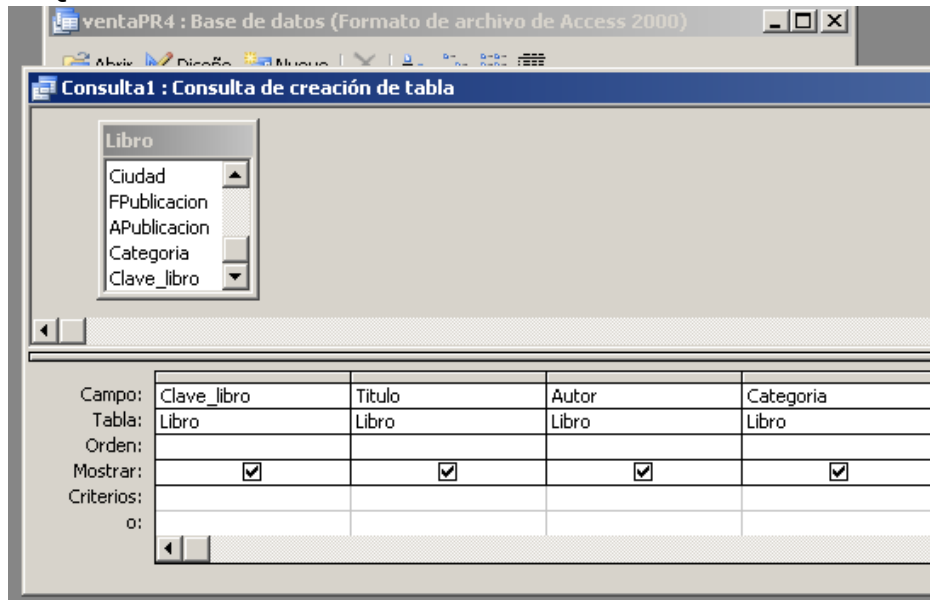 ventaPR4 : Base de datos (Formato de archivo de Access 2000)
Abrir Diseño Nuevo
Consulta1 : Consulta de creación de tabla
Libro
Ciudad
FPublicacion
APublicacion
Categoria
Clave_libro
Campo: Clave_libro Titulo Autor Categoria
Tabla: Libro Libro Libro Libro
Orden:
Mostrar:
Criterios:
o: